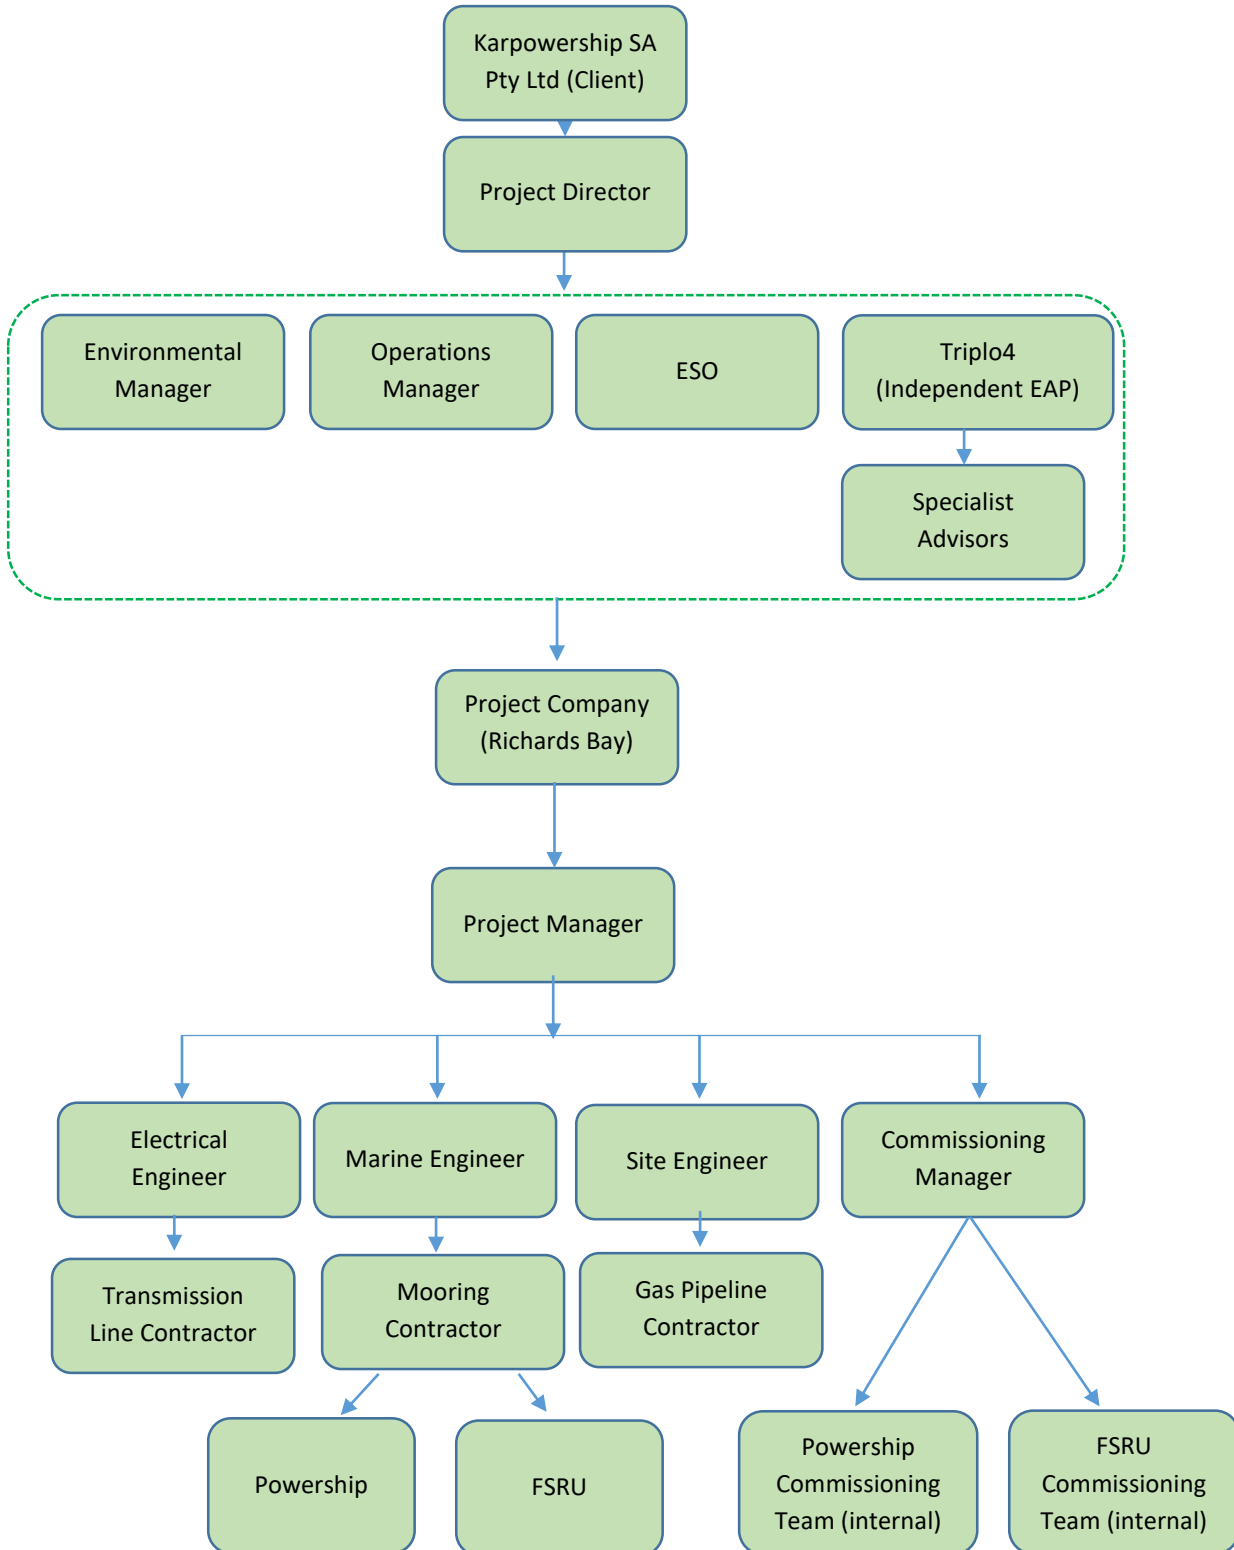 Karpowership SA
Pty Ltd (Client)
Project Director
Environmental
Manager
Operations
Manager
ESO
Triplo4
(Independent EAP)
Specialist
Advisors
Project Company
(Richards Bay)
Project Manager
Electrical
Engineer
Marine Engineer
Site Engineer
Commissioning
Manager
Transmission
Line Contractor
Mooring
Contractor
Gas Pipeline
Contractor
Powership
FSRU
Powership
Commissioning
Team (internal)
FSRU
Commissioning
Team (internal)